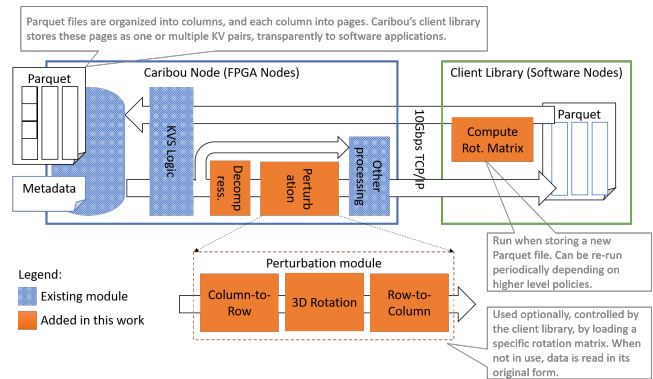 Parquet files are organized into columns, and each column into pages. Caribou's client library
stores these pages as one or multiple KV pairs, transparently to software applications.
Caribou Node (FPGA Nodes)
Client Library (Software Nodes)
Parquet
Metadata
KVS Logic
Decomp
ress.
Perturb
ation
Other
processing
10Gbps TCP/IP
Compute
Rot. Matrix
Parquet
Run when storing a new
Parquet file. Can be re-run
periodically depending on
higher level policies.
Perturbation module
Column-to-
Row
3D Rotation
Row-to-
Column
Legend:
Existing module
Added in this work
Used optionally, controlled by
the client library, by loading a
specific rotation matrix. When
not in use, data is read in its
original form.